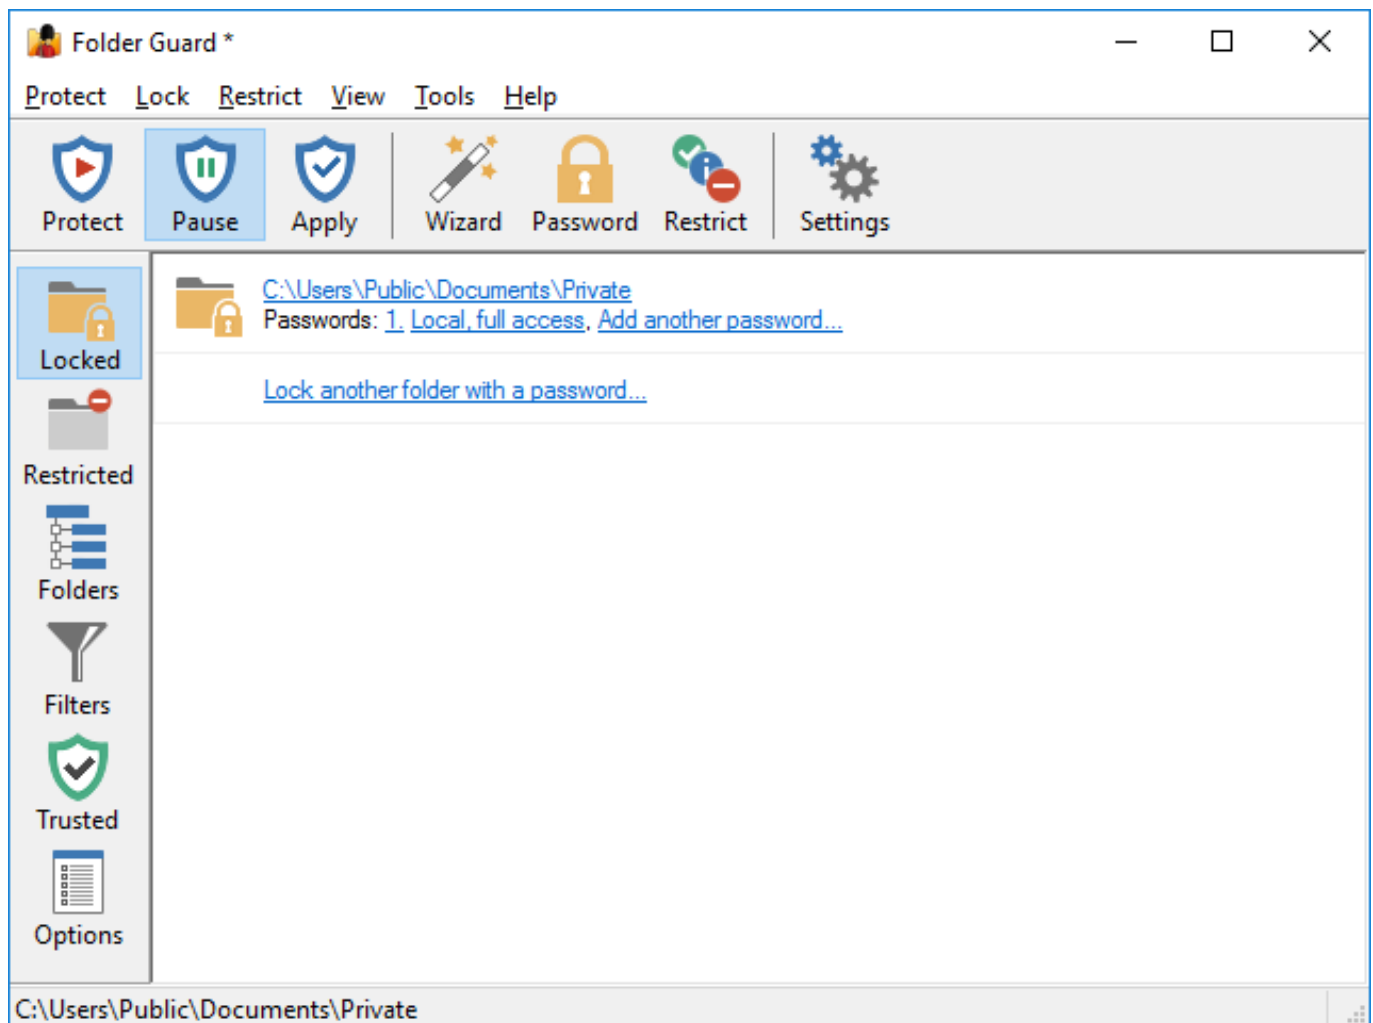 Folder Guard *
Protect Lock Restrict View Tools Help
Protect Pause Apply Wizard Password Restrict Settings
Locked
Restricted
Folders
Filters
Trusted
Options
C:\Users\Public\Documents\Private
Passwords: 1. Local, full access, Add another password...
Lock another folder with a password...
C:\Users\Public\Documents\Private